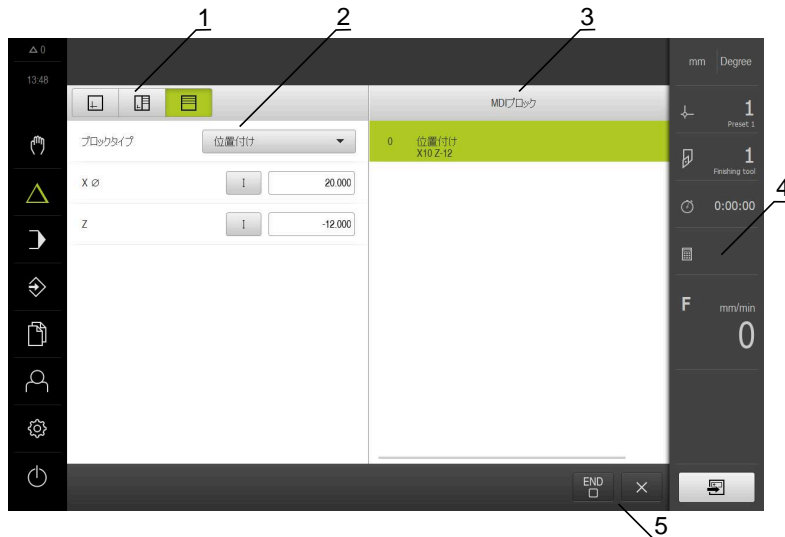 1
2
3
0
13:48
mm Degree
MDIブロック
1
Preset 1
ブロックタイプ
位置付け
0 位置付け
X10 Z-12
1
Finishing tool
X ⌀
I
20.000
4
0:00:00
Z
I
-12.000
F
mm/min
0
END
5